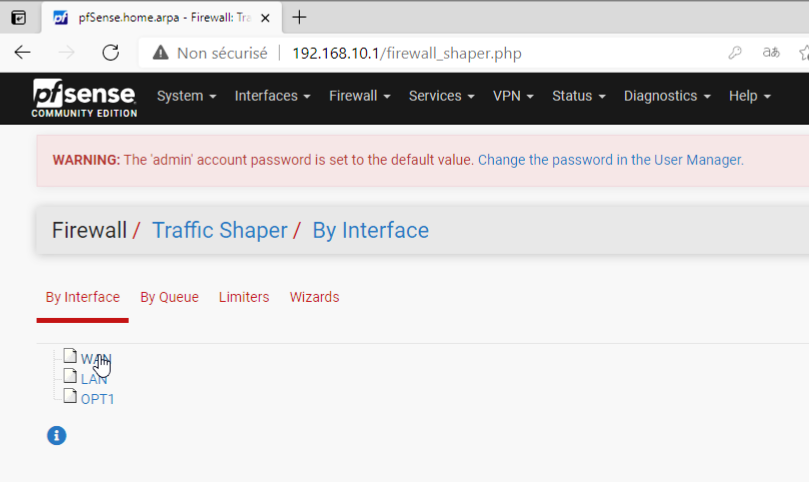 pfSense.home.arpa - Firewall: Tra
Non sécurisé 192.168.10.1/firewall_shaper.php
pfsense
COMMUNITY EDITION
System Interfaces Firewall Services VPN Status Diagnostics Help
WARNING: The 'admin' account password is set to the default value. Change the password in the User Manager.
Firewall / Traffic Shaper / By Interface
By Interface By Queue Limiters Wizards
WAN
LAN
OPT1